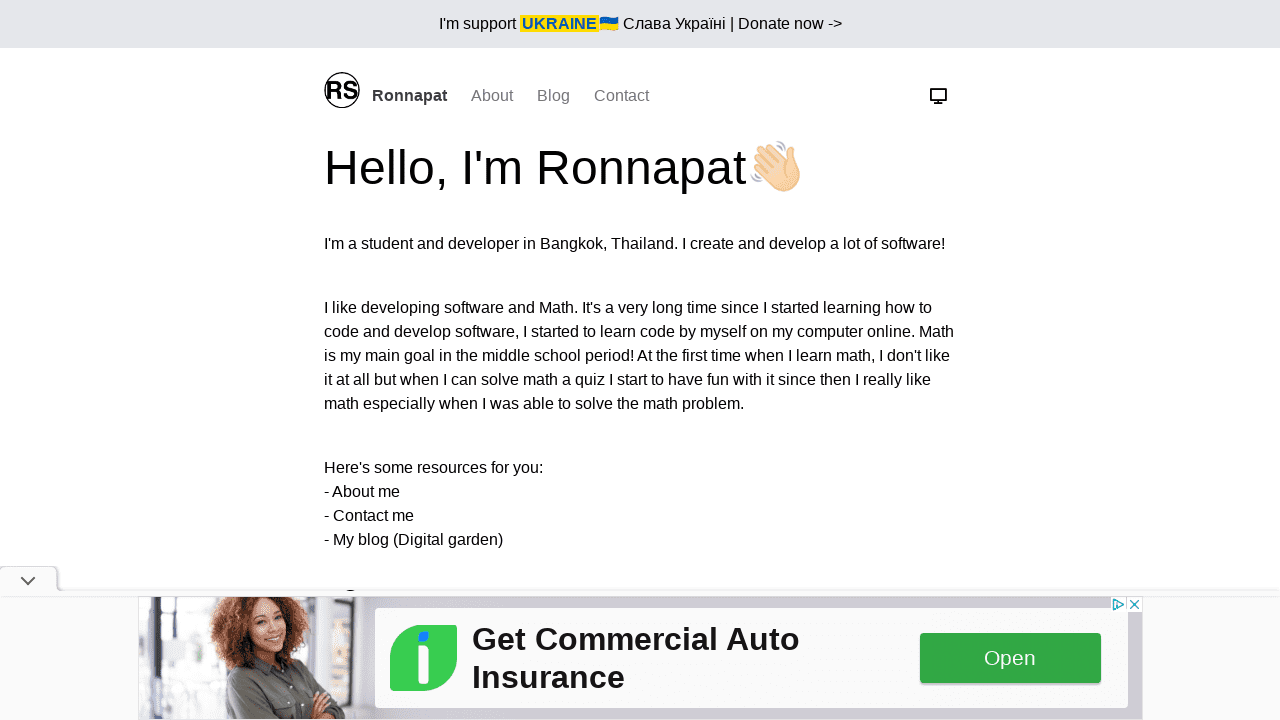 I'm support UKRAINE🇺🇦 Слава Україні | Donate now ->
RS Ronnapat About Blog Contact
Hello, I'm Ronnapat👋🏻
I'm a student and developer in Bangkok, Thailand. I create and develop a lot of software!
I like developing software and Math. It's a very long time since I started learning how to
code and develop software, I started to learn code by myself on my computer online. Math
is my main goal in the middle school period! At the first time when I learn math, I don't like
it at all but when I can solve math a quiz I start to have fun with it since then I really like
math especially when I was able to solve the math problem.
Here's some resources for you:
- About me
- Contact me
- My blog (Digital garden)
Get Commercial Auto
Insurance
Open